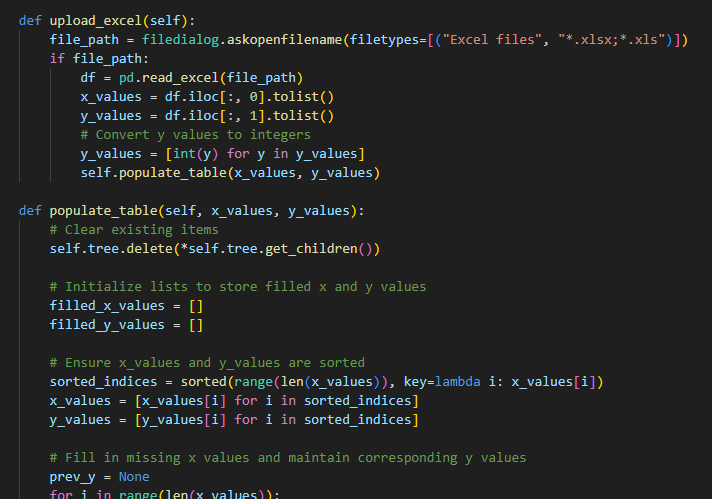 def upload_excel(self):
    file_path = filedialog.askopenfilename(filetypes=[("Excel files", "*.xlsx;*.xls")])
    if file_path:
        df = pd.read_excel(file_path)
        x_values = df.iloc[:, 0].tolist()
        y_values = df.iloc[:, 1].tolist()
        # Convert y values to integers
        y_values = [int(y) for y in y_values]
        self.populate_table(x_values, y_values)

def populate_table(self, x_values, y_values):
    # Clear existing items
    self.tree.delete(*self.tree.get_children())

    # Initialize lists to store filled x and y values
    filled_x_values = []
    filled_y_values = []

    # Ensure x_values and y_values are sorted
    sorted_indices = sorted(range(len(x_values)), key=lambda i: x_values[i])
    x_values = [x_values[i] for i in sorted_indices]
    y_values = [y_values[i] for i in sorted_indices]

    # Fill in missing x values and maintain corresponding y values
    prev_y = None
    for i in range(len(x_values)):